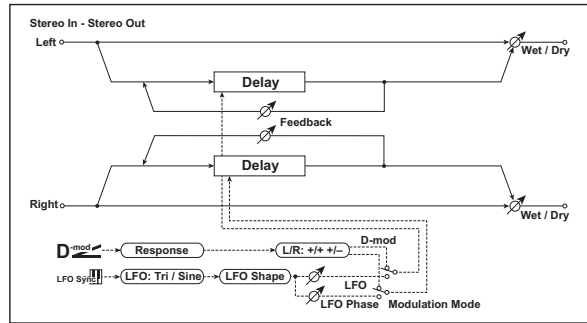 Stereo In - Stereo Out
Left
Wet / Dry
Delay
Feedback
Delay
Right
Wet / Dry
D-mod
D-mod Response L/R: +/+ +/–
LFO
LFO Sync LFO: Tri / Sine LFO Shape
LFO Phase Modulation Mode